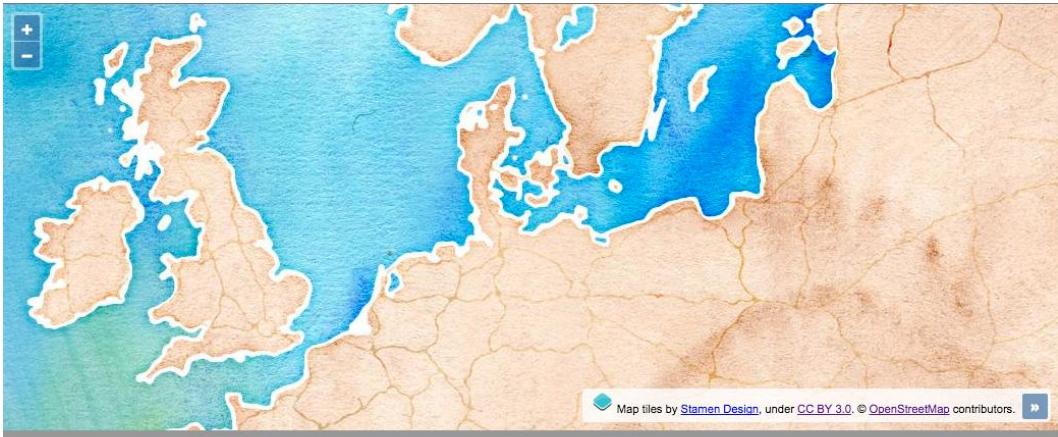 +
−
Map tiles by Stamen Design, under CC BY 3.0. © OpenStreetMap contributors. »